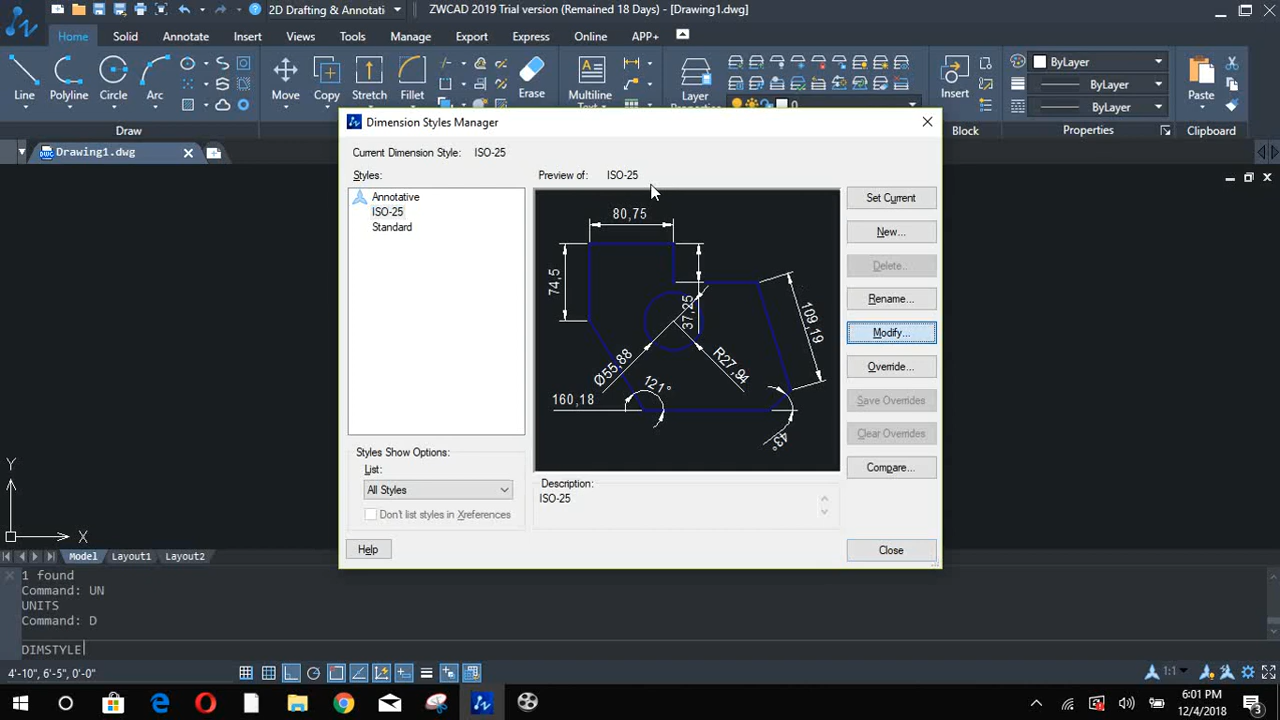 2D Drafting & Annotati
ZWCAD 2019 Trial version (Remained 18 Days) - [Drawing1.dwg]
Home Solid Annotate Insert Views Tools Manage Export Express Online APP+
Line Polyline Circle Arc Move Copy Stretch Fillet Erase Multiline Layer Insert ByLayer Paste
ByLayer
ByLayer
Draw Block Properties Clipboard
Drawing1.dwg
Dimension Styles Manager
Current Dimension Style: ISO-25
Styles:
Annotative
ISO-25
Standard
Preview of: ISO-25
80,75
74,5
37,25
109,19
Ø55,88
R27,94
121°
160,18
43°
Set Current
New...
Delete..
Rename...
Modify...
Override...
Save Overrides
Clear Overrides
Compare...
Styles Show Options:
List:
All Styles
Don't list styles in Xreferences
Description:
ISO-25
Help
Close
Y
X
Model Layout1 Layout2
1 found
Command: UN
UNITS
Command: D
DIMSTYLE
4'-10", 6'-5", 0'-0"
1:1
6:01 PM
12/4/2018
3